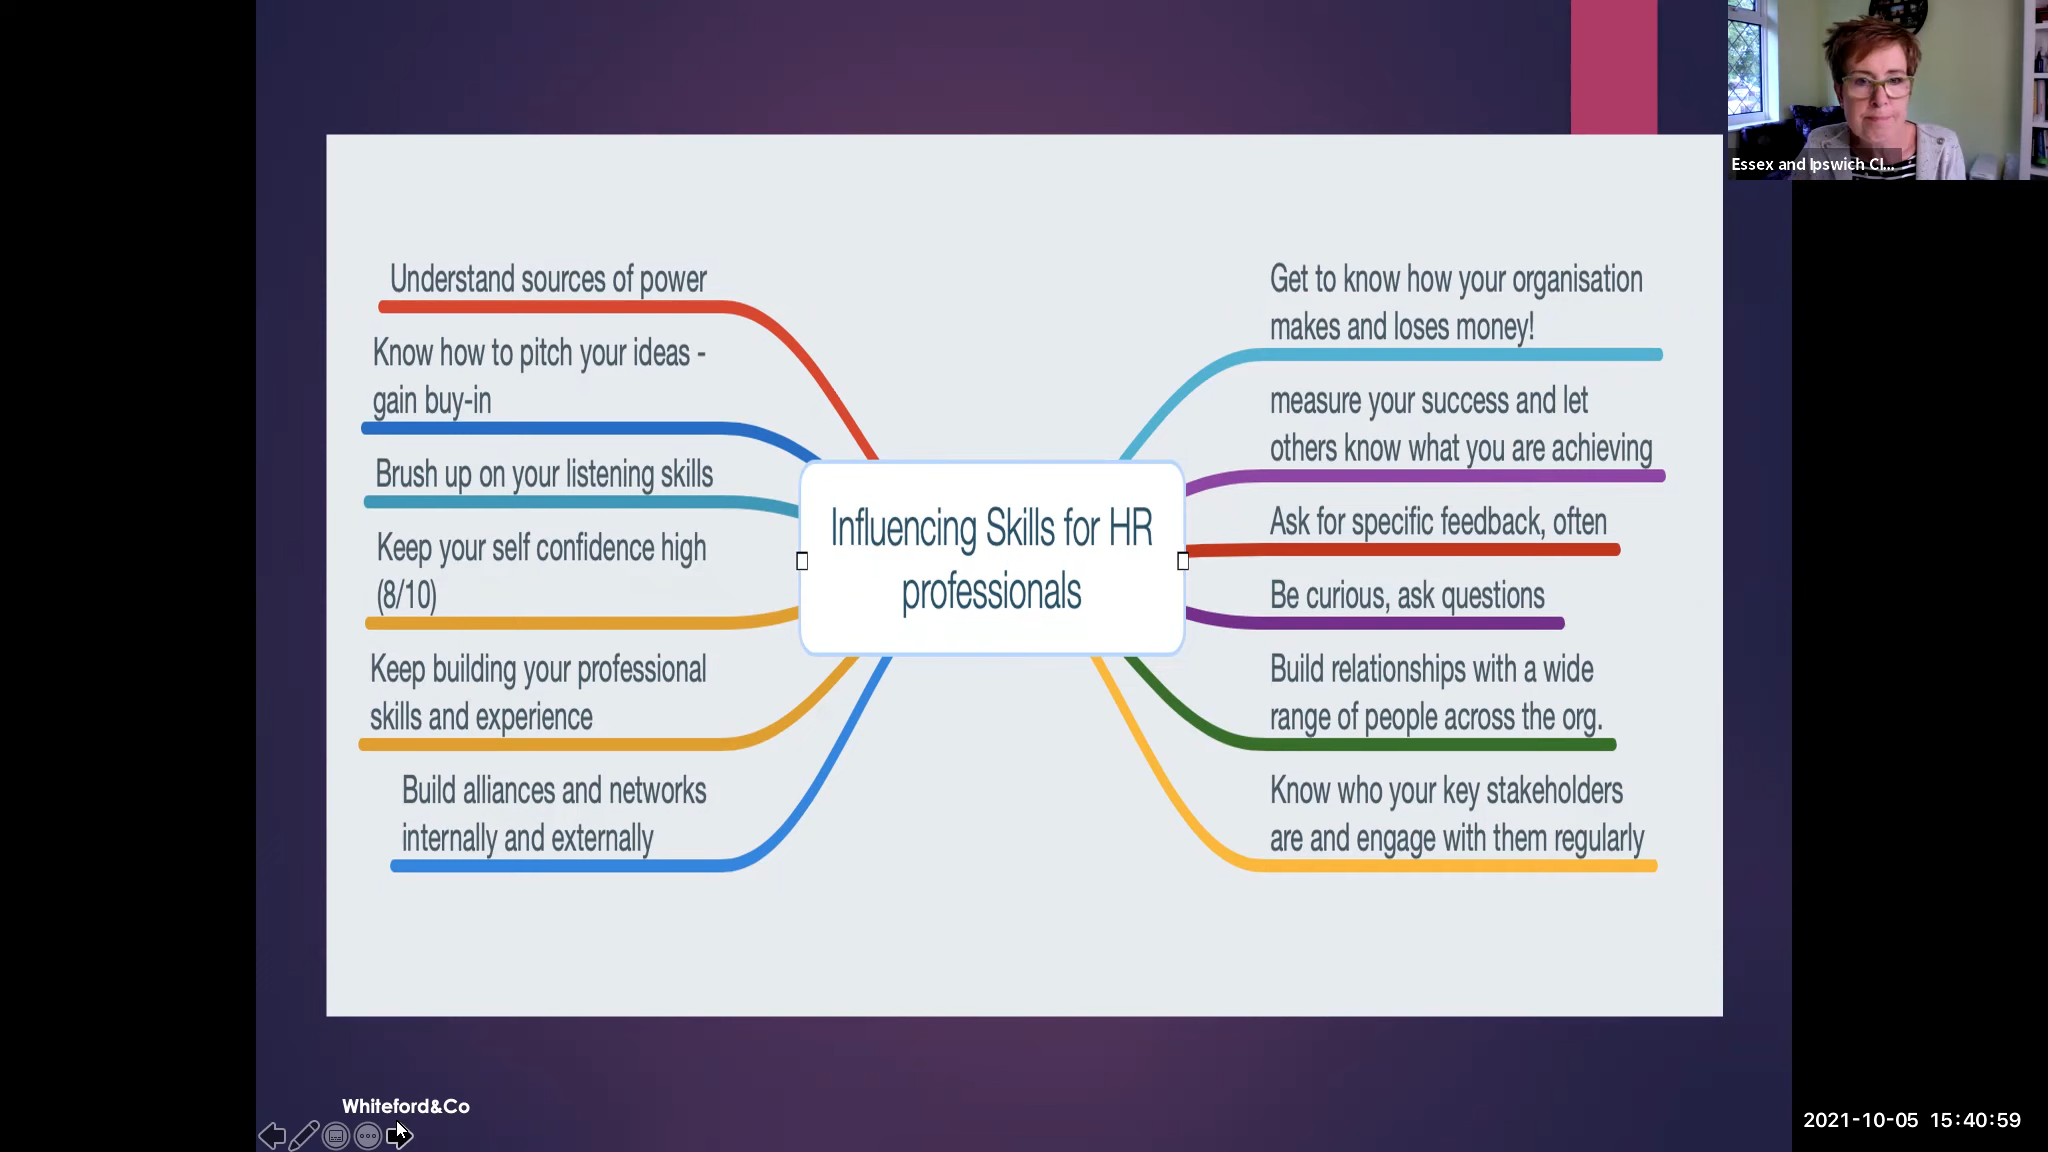 Essex and Ipswich CI...
Understand sources of power
Know how to pitch your ideas -
gain buy-in
Brush up on your listening skills
Keep your self confidence high
(8/10)
Keep building your professional
skills and experience
Build alliances and networks
internally and externally
Influencing Skills for HR
professionals
Get to know how your organisation
makes and loses money!
measure your success and let
others know what you are achieving
Ask for specific feedback, often
Be curious, ask questions
Build relationships with a wide
range of people across the org.
Know who your key stakeholders
are and engage with them regularly
Whiteford&Co
2021-10-05 15:40:59